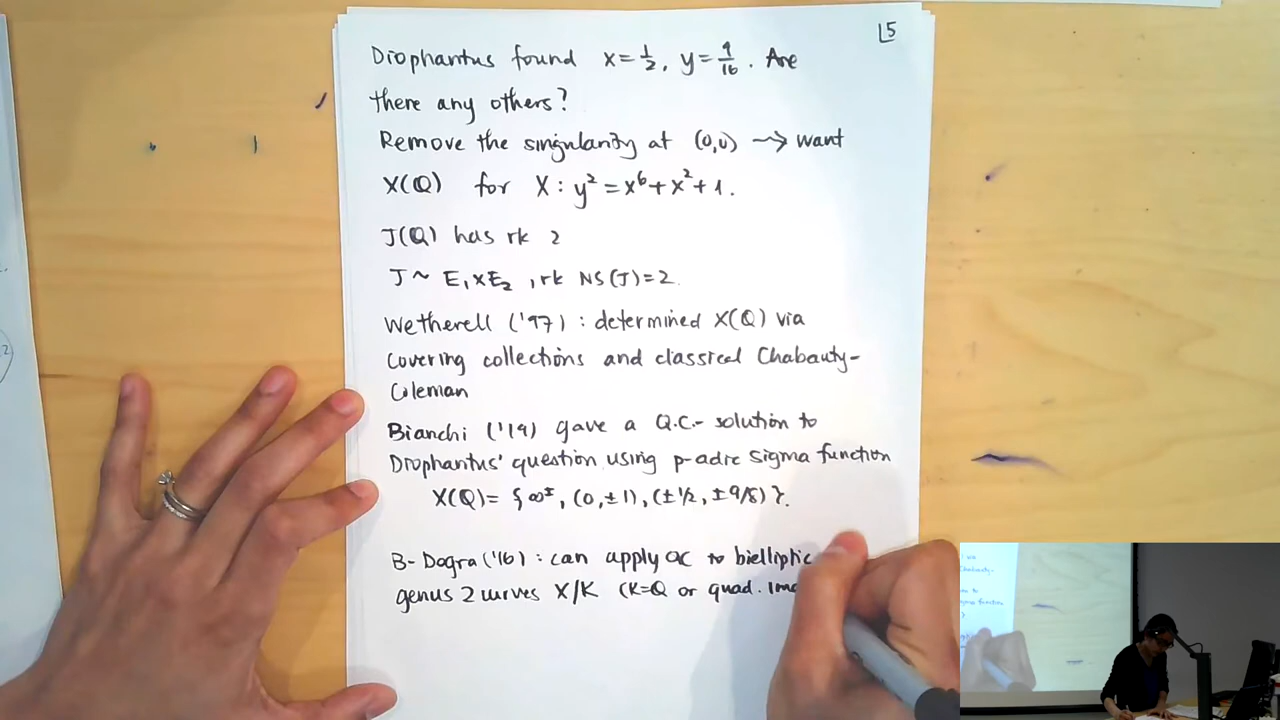 L5
Diophantus found x=1/2, y=9/16. Are
there any others?
Remove the singularity at (0,0) ⇝ want
X(Q) for X: y²=x⁶+x²+1.
J(Q) has rk 2
J ~ E₁×E₂, rk NS(J)=2.
Wetherell ('97): determined X(Q) via
covering collections and classical Chabauty-
Coleman
Bianchi ('19) gave a Q.C.- solution to
Diophantus' question using p-adic sigma function
X(Q)= {∞±, (0,±1), (±1/2, ±9/8)}.
B-Dogra ('16): can apply QC to bielliptic
genus 2 curves X/K (K=Q or quad.